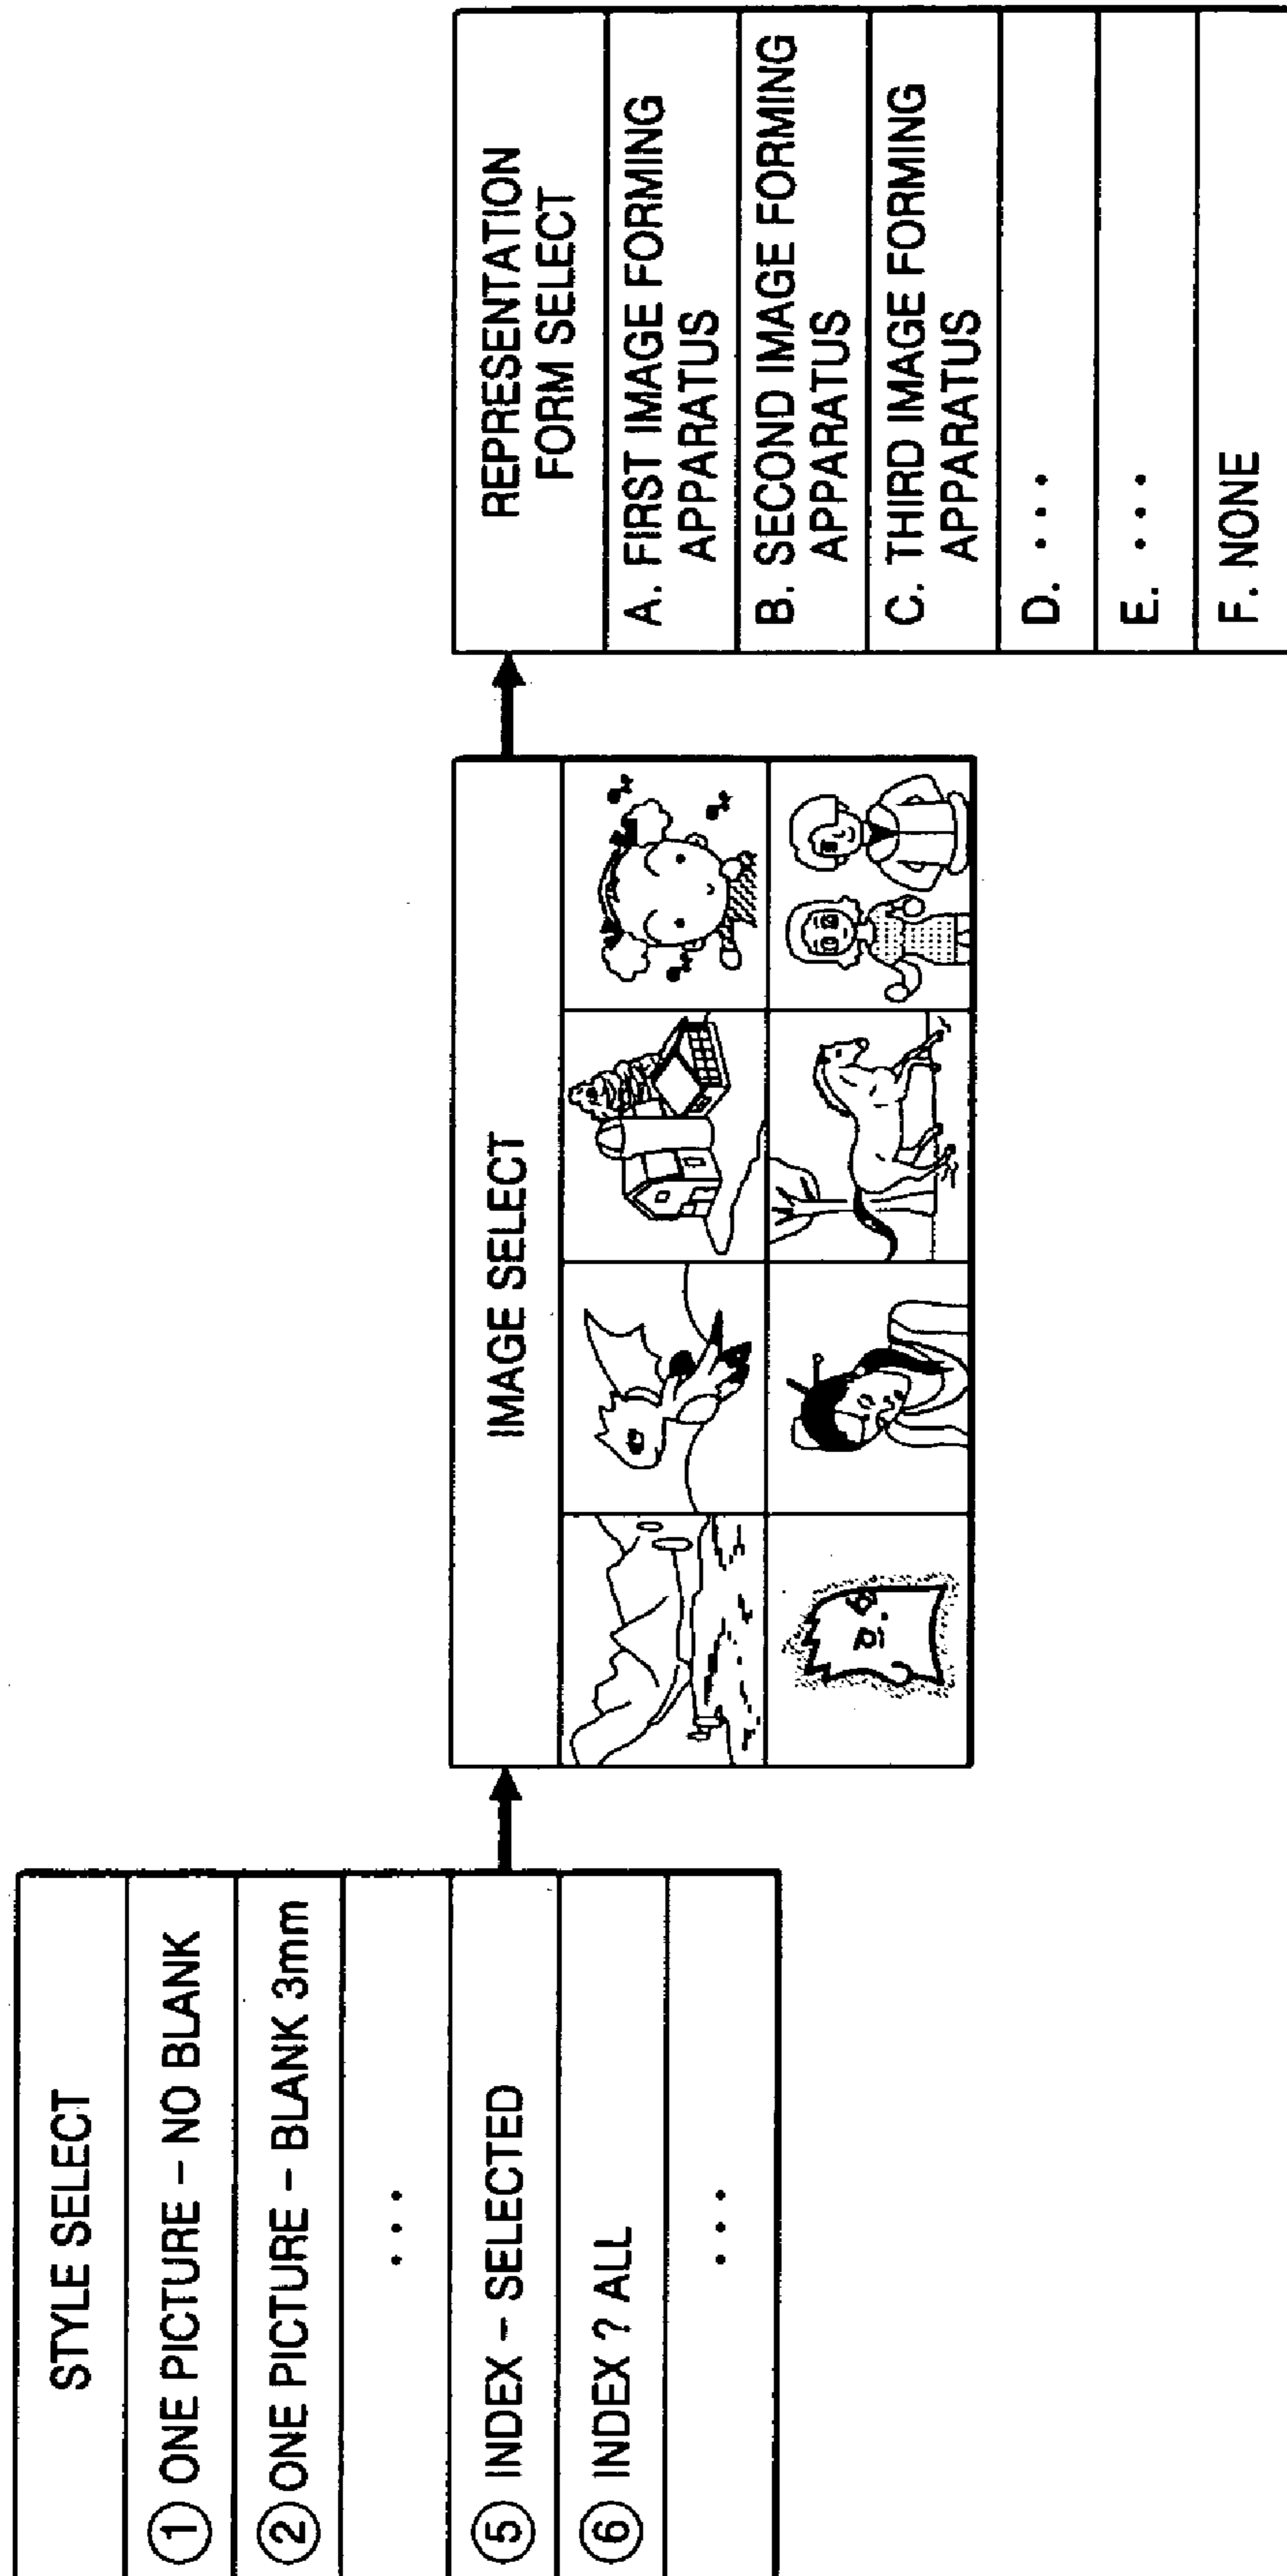 STYLE SELECT
① ONE PICTURE – NO BLANK
② ONE PICTURE – BLANK 3mm
• • •
⑤ INDEX – SELECTED
⑥ INDEX ? ALL
• • •
IMAGE SELECT
REPRESENTATION
FORM SELECT
A. FIRST IMAGE FORMING
APPARATUS
B. SECOND IMAGE FORMING
APPARATUS
C. THIRD IMAGE FORMING
APPARATUS
D. • • •
E. • • •
F. NONE